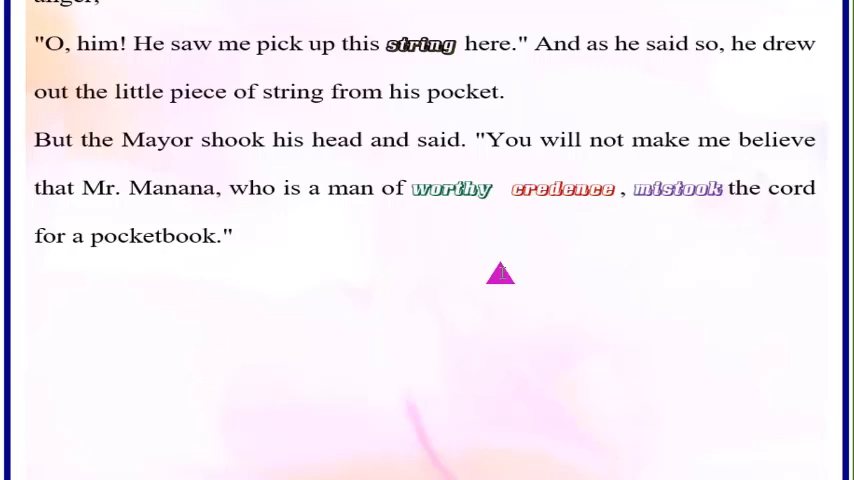 anger,
"O, him! He saw me pick up this string here." And as he said so, he drew
out the little piece of string from his pocket.
But the Mayor shook his head and said. "You will not make me believe
that Mr. Manana, who is a man of worthy credence , mistook the cord
for a pocketbook."